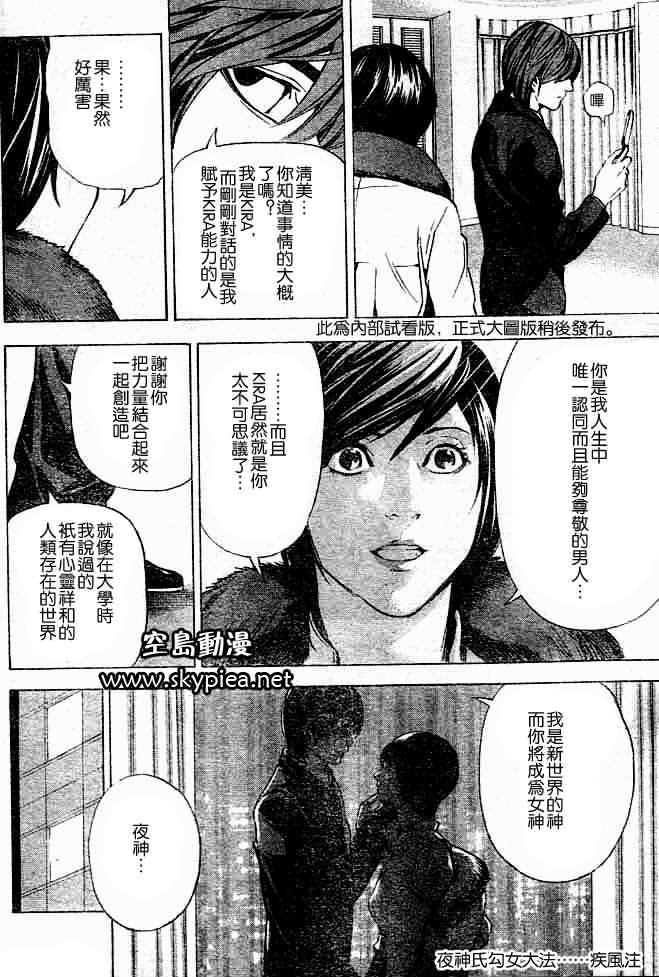 嗶
清美…
你知道事情的大概
了嗎?
我是KIRA,
而剛剛對話的是我
賦予KIRA能力的人
………
果…果然
好厲害
此為內部試看版，正式大圖版稍後發布。
你是我人生中
唯一認同而且能夠尊敬的男人…
………而且
KIRA居然就是你
太不可思議了…
謝謝你
把力量結合起來
一起創造吧
就像在大學時
我說過的
祇有心靈祥和的
人類存在的世界
空島動漫
www.skypiea.net
我是新世界的神
而你將成為女神
夜神…
夜神氏勾女大法……疾風注